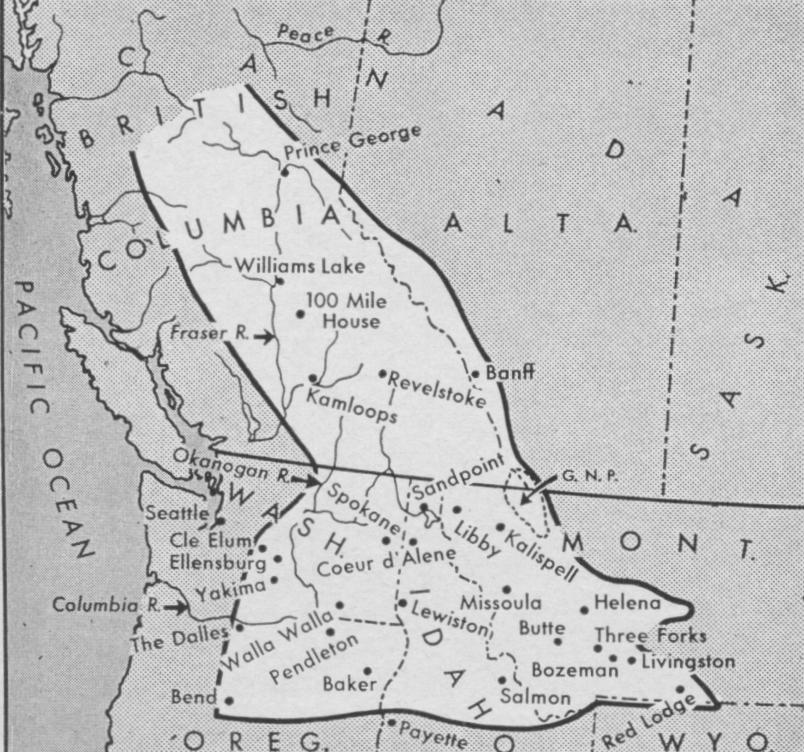 Peace R.
C A N A D A
BRITISH
COLUMBIA
ALTA.
SASK.
Prince George
Williams Lake
100 Mile
House
Fraser R.
PACIFIC OCEAN
Banff
Revelstoke
Kamloops
Okanogan R.
Sandpoint
G. N. P.
WASH.
Spokane
Seattle
Libby
Kalispell
MONT.
Cle Elum
Ellensburg
Coeur d'Alene
Yakima
Columbia R.
IDAHO
Lewiston
Missoula
Helena
The Dalles
Walla Walla
Pendleton
Butte
Three Forks
Bozeman
Livingston
Baker
Salmon
Bend
Red Lodge
Payette
OREG.
WYO.